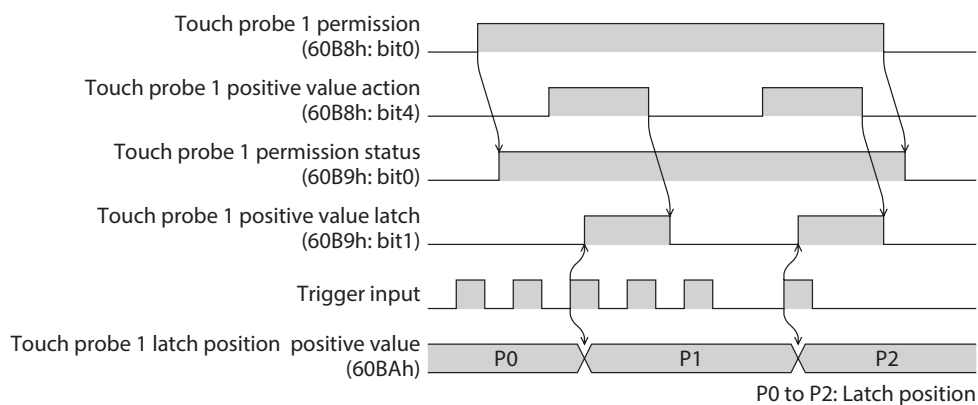 Touch probe 1 permission
(60B8h: bit0)
Touch probe 1 positive value action
(60B8h: bit4)
Touch probe 1 permission status
(60B9h: bit0)
Touch probe 1 positive value latch
(60B9h: bit1)
Trigger input
Touch probe 1 latch position positive value
(60BAh)
P0 P1 P2
P0 to P2: Latch position